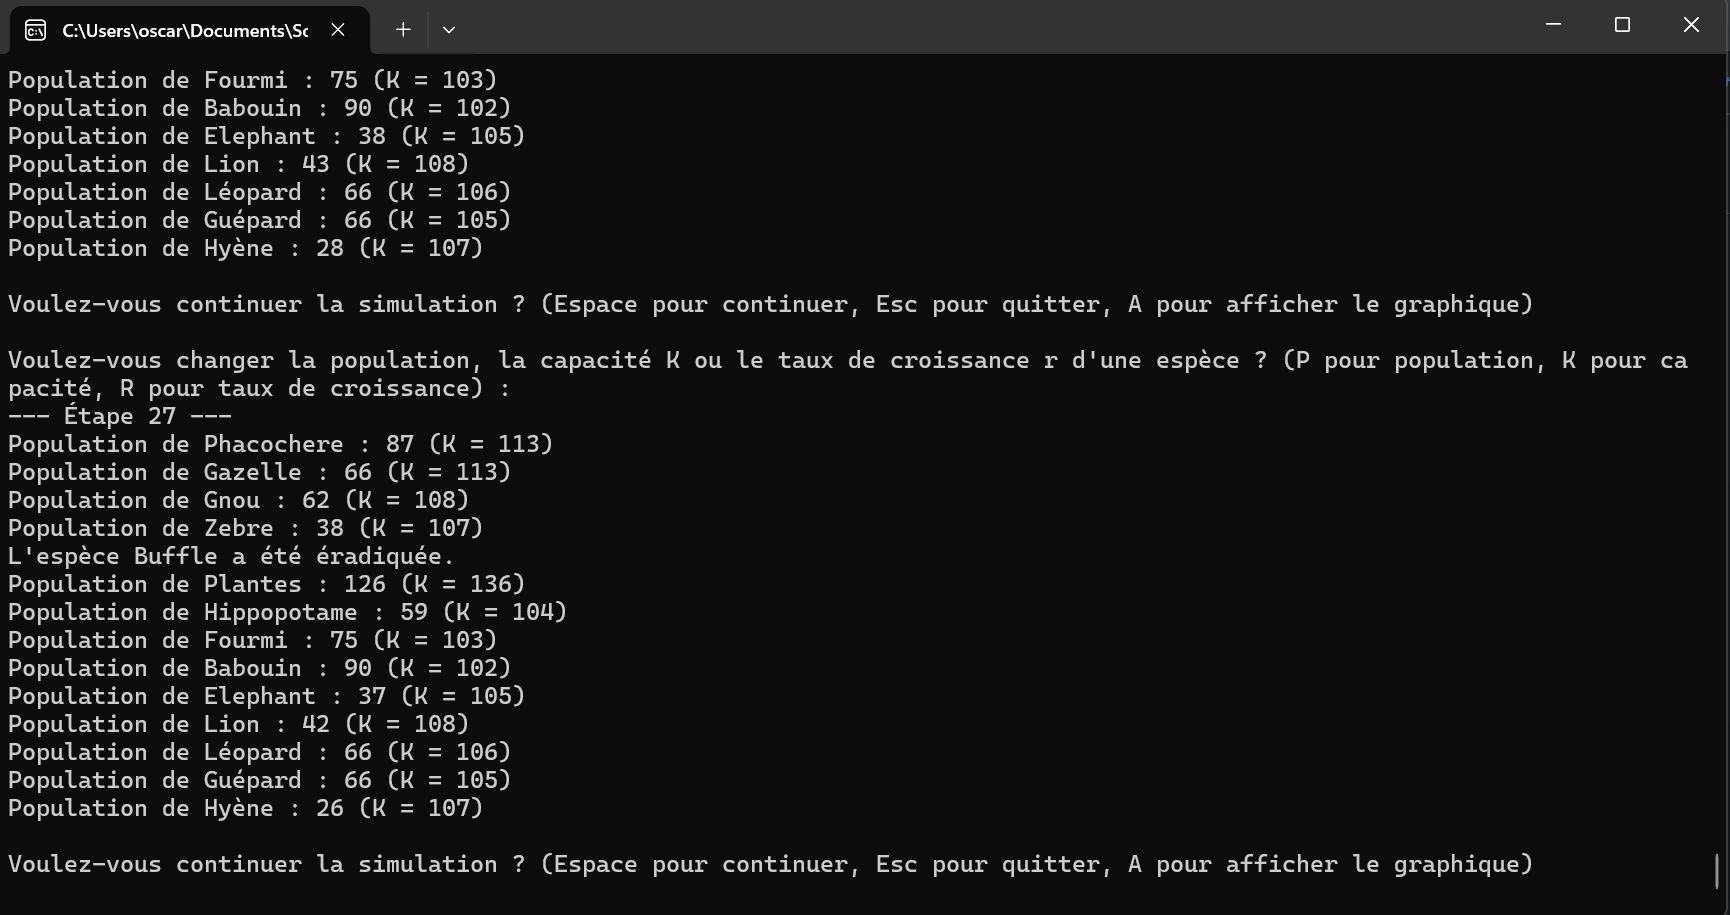 C:\Users\oscar\Documents\Sc
Population de Fourmi : 75 (K = 103)
Population de Babouin : 90 (K = 102)
Population de Elephant : 38 (K = 105)
Population de Lion : 43 (K = 108)
Population de Léopard : 66 (K = 106)
Population de Guépard : 66 (K = 105)
Population de Hyène : 28 (K = 107)
Voulez-vous continuer la simulation ? (Espace pour continuer, Esc pour quitter, A pour afficher le graphique)
Voulez-vous changer la population, la capacité K ou le taux de croissance r d'une espèce ? (P pour population, K pour ca
pacité, R pour taux de croissance) :
--- Étape 27 ---
Population de Phacochere : 87 (K = 113)
Population de Gazelle : 66 (K = 113)
Population de Gnou : 62 (K = 108)
Population de Zebre : 38 (K = 107)
L'espèce Buffle a été éradiquée.
Population de Plantes : 126 (K = 136)
Population de Hippopotame : 59 (K = 104)
Population de Fourmi : 75 (K = 103)
Population de Babouin : 90 (K = 102)
Population de Elephant : 37 (K = 105)
Population de Lion : 42 (K = 108)
Population de Léopard : 66 (K = 106)
Population de Guépard : 66 (K = 105)
Population de Hyène : 26 (K = 107)
Voulez-vous continuer la simulation ? (Espace pour continuer, Esc pour quitter, A pour afficher le graphique)